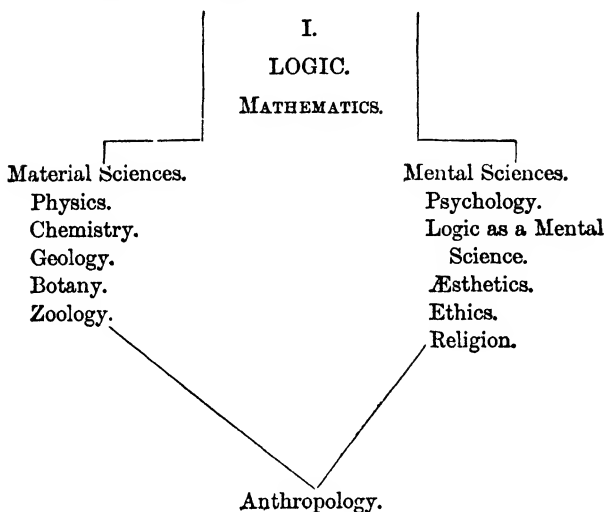 I.
LOGIC.
MATHEMATICS.
Material Sciences.
Physics.
Chemistry.
Geology.
Botany.
Zoology.
Mental Sciences.
Psychology.
Logic as a Mental
Science.
Æsthetics.
Ethics.
Religion.
Anthropology.